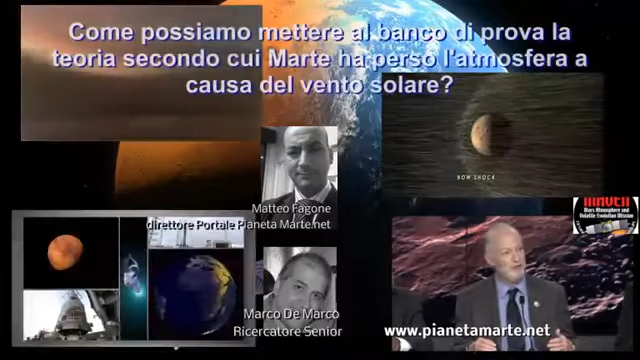 Come possiamo mettere al banco di prova la
teoria secondo cui Marte ha perso l'atmosfera a
causa del vento solare?
BOW SHOCK
MAVEN
Mars Atmosphere and
Volatile Evolution Mission
Matteo Fagone
direttore Portale Pianeta Marte.net
Marco De Marco
Ricercatore Senior
www.pianetamarte.net